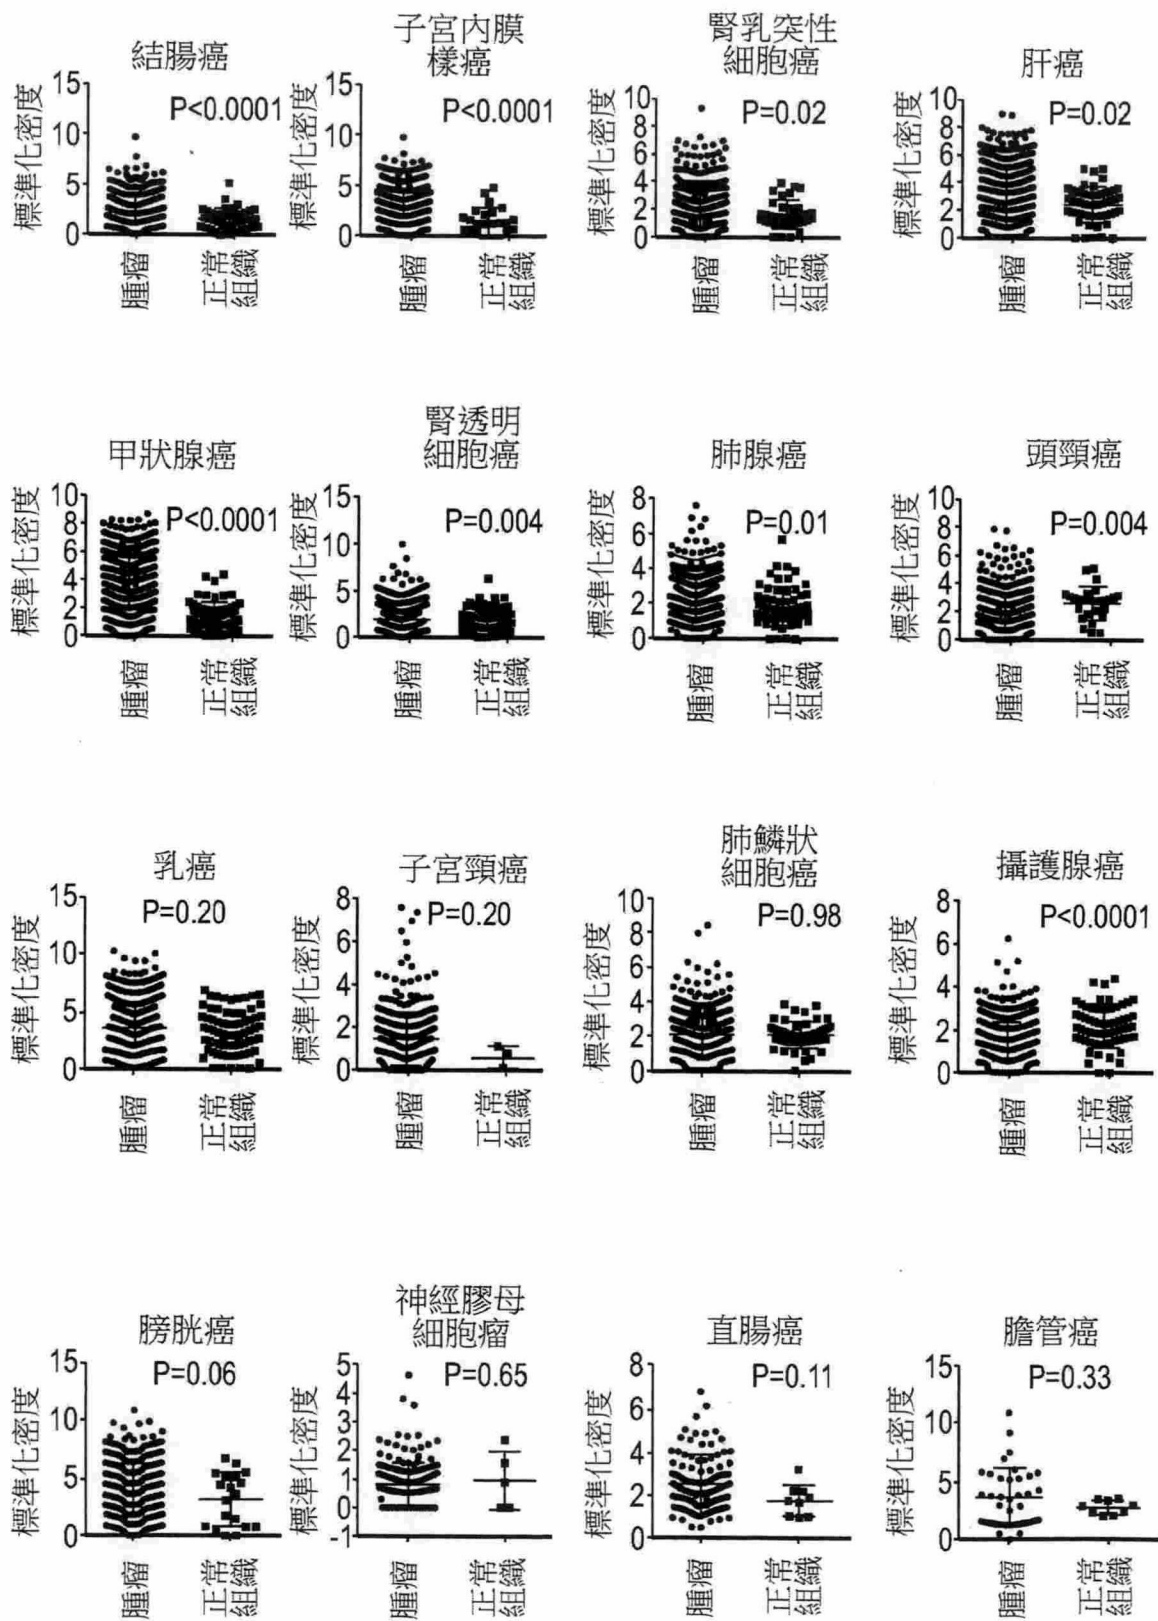 結腸癌
標準化密度
15
10
5
0
P<0.0001
腫瘤
正常
組織
子宮內膜
樣癌
15
10
5
0
P<0.0001
腫瘤
正常
組織
腎乳突性
細胞癌
標準化密度
10
8
6
4
2
0
P=0.02
腫瘤
正常
組織
肝癌
標準化密度
10
8
6
4
2
0
P=0.02
腫瘤
正常
組織
甲狀腺癌
標準化密度
10
8
6
4
2
0
P<0.0001
腫瘤
正常
組織
腎透明
細胞癌
標準化密度
15
10
5
0
P=0.004
腫瘤
正常
組織
肺腺癌
標準化密度
8
6
4
2
0
P=0.01
腫瘤
正常
組織
頭頸癌
標準化密度
10
8
6
4
2
0
P=0.004
腫瘤
正常
組織
乳癌
標準化密度
15
10
5
0
P=0.20
腫瘤
正常
組織
子宮頸癌
標準化密度
8
6
4
2
0
P=0.20
腫瘤
正常
組織
肺鱗狀
細胞癌
標準化密度
10
8
6
4
2
0
P=0.98
腫瘤
正常
組織
攝護腺癌
標準化密度
8
6
4
2
0
P<0.0001
腫瘤
正常
組織
膀胱癌
標準化密度
15
10
5
0
P=0.06
腫瘤
正常
組織
神經膠母
細胞瘤
標準化密度
5
4
3
2
1
0
-1
P=0.65
腫瘤
正常
組織
直腸癌
標準化密度
8
6
4
2
0
P=0.11
腫瘤
正常
組織
膽管癌
標準化密度
15
10
5
0
P=0.33
腫瘤
正常
組織